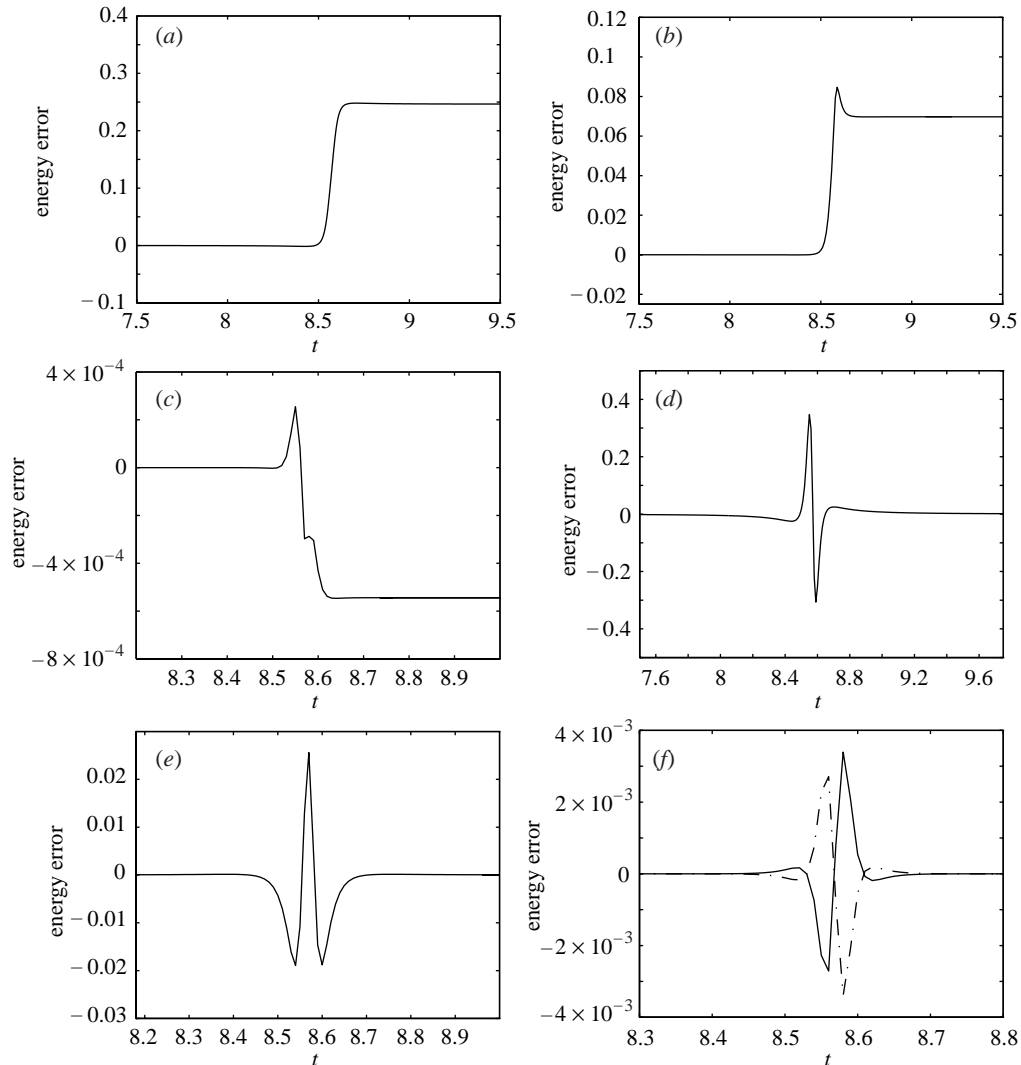 (a)
0.4
0.3
0.2
0.1
0
−0.1
energy error
7.5 8 8.5 9 9.5
t
(b)
0.12
0.1
0.08
0.06
0.04
0.02
0
−0.02
energy error
7.5 8 8.5 9 9.5
t
(c)
4 × 10⁻⁴
0
−4 × 10⁻⁴
−8 × 10⁻⁴
energy error
8.3 8.4 8.5 8.6 8.7 8.8 8.9
t
(d)
0.4
0.2
0
−0.2
−0.4
energy error
7.6 8 8.4 8.8 9.2 9.6
t
(e)
0.02
0.01
0
−0.01
−0.02
−0.03
energy error
8.2 8.3 8.4 8.5 8.6 8.7 8.8 8.9
t
(f)
4 × 10⁻³
2 × 10⁻³
0
−2 × 10⁻³
−4 × 10⁻³
energy error
8.3 8.4 8.5 8.6 8.7 8.8
t